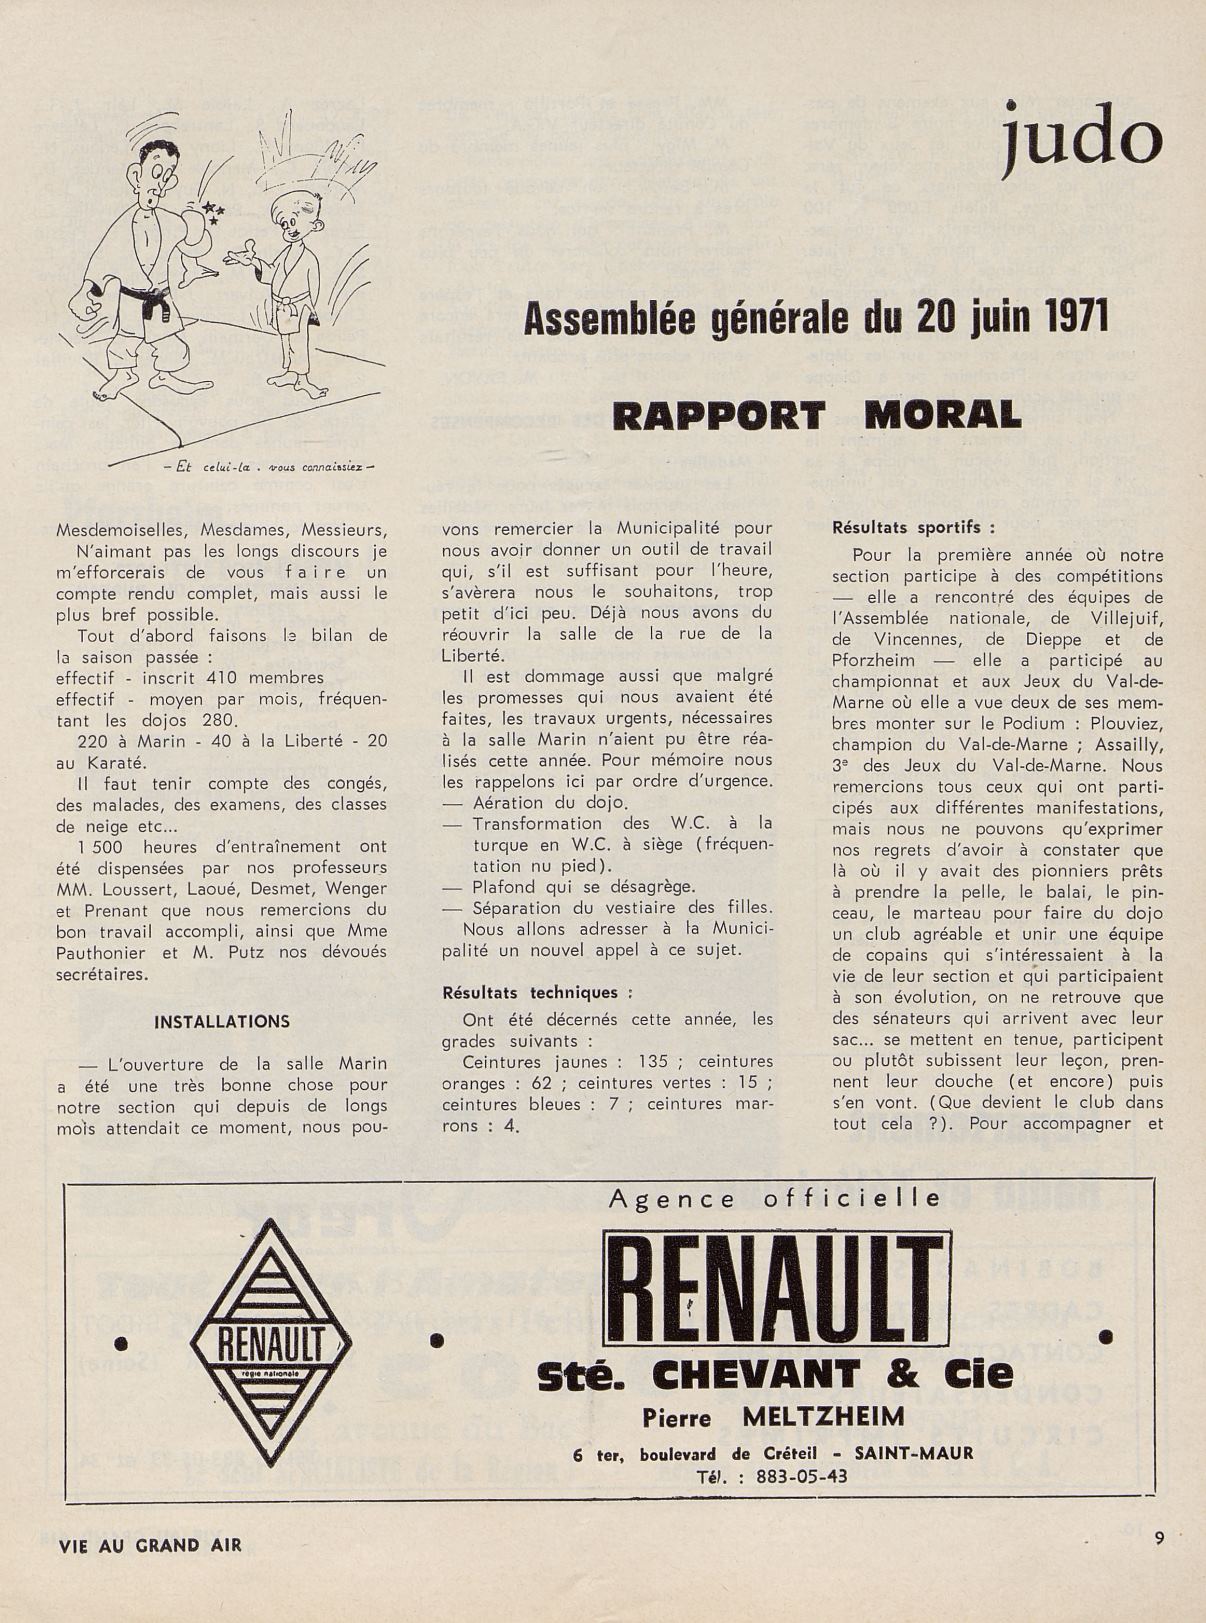 judo
Assemblée générale du 20 juin 1971
RAPPORT MORAL
— Et celui-la . vous connaissiez —
Mesdemoiselles, Mesdames, Messieurs,
N'aimant pas les longs discours je
m'efforcerais de vous faire un
compte rendu complet, mais aussi le
plus bref possible.
Tout d'abord faisons le bilan de
la saison passée :
effectif - inscrit 410 membres
effectif - moyen par mois, fréquen-
tant les dojos 280.
220 à Marin - 40 à la Liberté - 20
au Karaté.
Il faut tenir compte des congés,
des malades, des examens, des classes
de neige etc...
1 500 heures d'entraînement ont
été dispensées par nos professeurs
MM. Loussert, Laoué, Desmet, Wenger
et Prenant que nous remercions du
bon travail accompli, ainsi que Mme
Pauthonier et M. Putz nos dévoués
secrétaires.
INSTALLATIONS
— L'ouverture de la salle Marin
a été une très bonne chose pour
notre section qui depuis de longs
mois attendait ce moment, nous pou-
vons remercier la Municipalité pour
nous avoir donner un outil de travail
qui, s'il est suffisant pour l'heure,
s'avèrera nous le souhaitons, trop
petit d'ici peu. Déjà nous avons du
réouvrir la salle de la rue de la
Liberté.
Il est dommage aussi que malgré
les promesses qui nous avaient été
faites, les travaux urgents, nécessaires
à la salle Marin n'aient pu être réa-
lisés cette année. Pour mémoire nous
les rappelons ici par ordre d'urgence.
— Aération du dojo.
— Transformation des W.C. à la
turque en W.C. à siège (fréquen-
tation nu pied).
— Plafond qui se désagrège.
— Séparation du vestiaire des filles.
Nous allons adresser à la Munici-
palité un nouvel appel à ce sujet.
Résultats techniques :
Ont été décernés cette année, les
grades suivants :
Ceintures jaunes : 135 ; ceintures
oranges : 62 ; ceintures vertes : 15 ;
ceintures bleues : 7 ; ceintures mar-
rons : 4.
Résultats sportifs :
Pour la première année où notre
section participe à des compétitions
— elle a rencontré des équipes de
l'Assemblée nationale, de Villejuif,
de Vincennes, de Dieppe et de
Pforzheim — elle a participé au
championnat et aux Jeux du Val-de-
Marne où elle a vue deux de ses mem-
bres monter sur le Podium : Plouviez,
champion du Val-de-Marne ; Assailly,
3e des Jeux du Val-de-Marne. Nous
remercions tous ceux qui ont parti-
cipés aux différentes manifestations,
mais nous ne pouvons qu'exprimer
nos regrets d'avoir à constater que
là où il y avait des pionniers prêts
à prendre la pelle, le balai, le pin-
ceau, le marteau pour faire du dojo
un club agréable et unir une équipe
de copains qui s'intéressaient à la
vie de leur section et qui participaient
à son évolution, on ne retrouve que
des sénateurs qui arrivent avec leur
sac... se mettent en tenue, participent
ou plutôt subissent leur leçon, pren-
nent leur douche (et encore) puis
s'en vont. (Que devient le club dans
tout cela ?). Pour accompagner et
RENAULT
régie nationale
Agence officielle
RENAULT
Sté. CHEVANT & Cie
Pierre MELTZHEIM
6 ter, boulevard de Créteil - SAINT-MAUR
Tél. : 883-05-43
VIE AU GRAND AIR
9